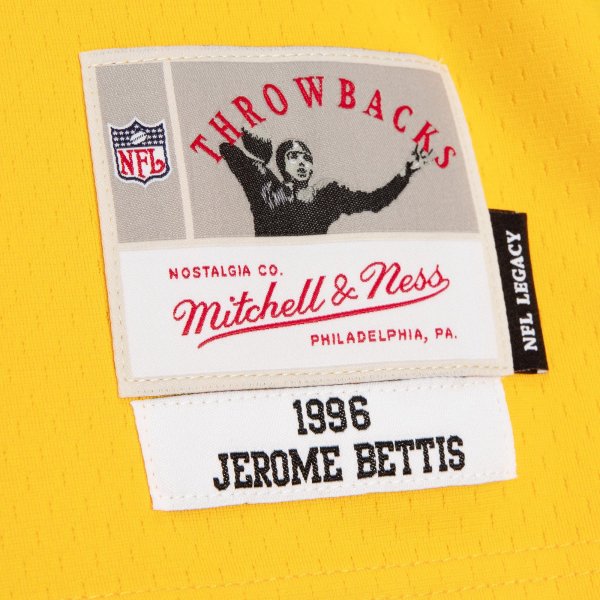 THROWBACKS
NFL
NOSTALGIA CO.
Mitchell & Ness
PHILADELPHIA, PA.
NFL LEGACY
1996
JEROME BETTIS